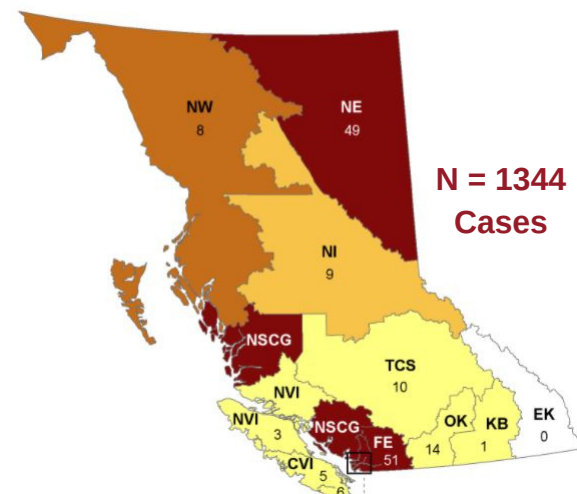 NW
8
NE
49
N = 1344
Cases
NI
9
NSCG
TCS
10
NVI
NVI
3
NSCG
FE
51
OK
14
KB
1
EK
0
CVI
5
6